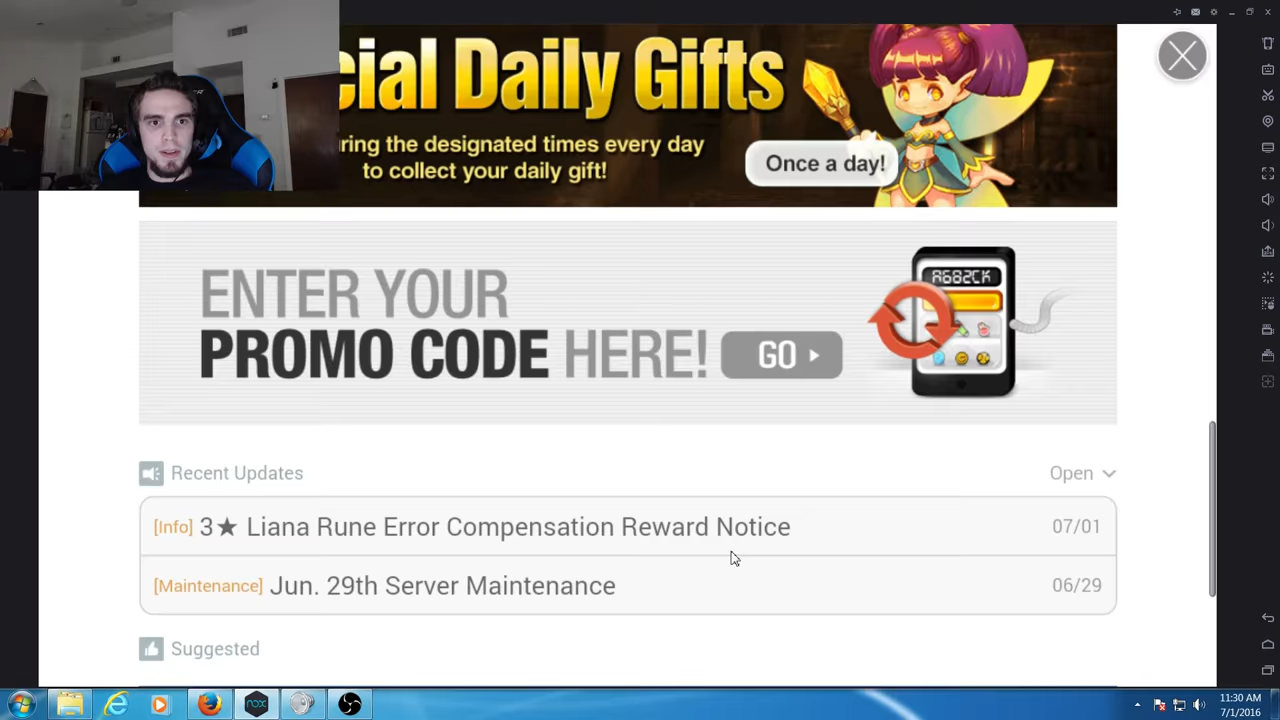 cial Daily Gifts
ring the designated times every day
to collect your daily gift!
Once a day!
ENTER YOUR
PROMO CODE HERE! GO
A682CK
Recent Updates Open
[Info] 3★ Liana Rune Error Compensation Reward Notice 07/01
[Maintenance] Jun. 29th Server Maintenance 06/29
Suggested
nox
11:30 AM
7/1/2016